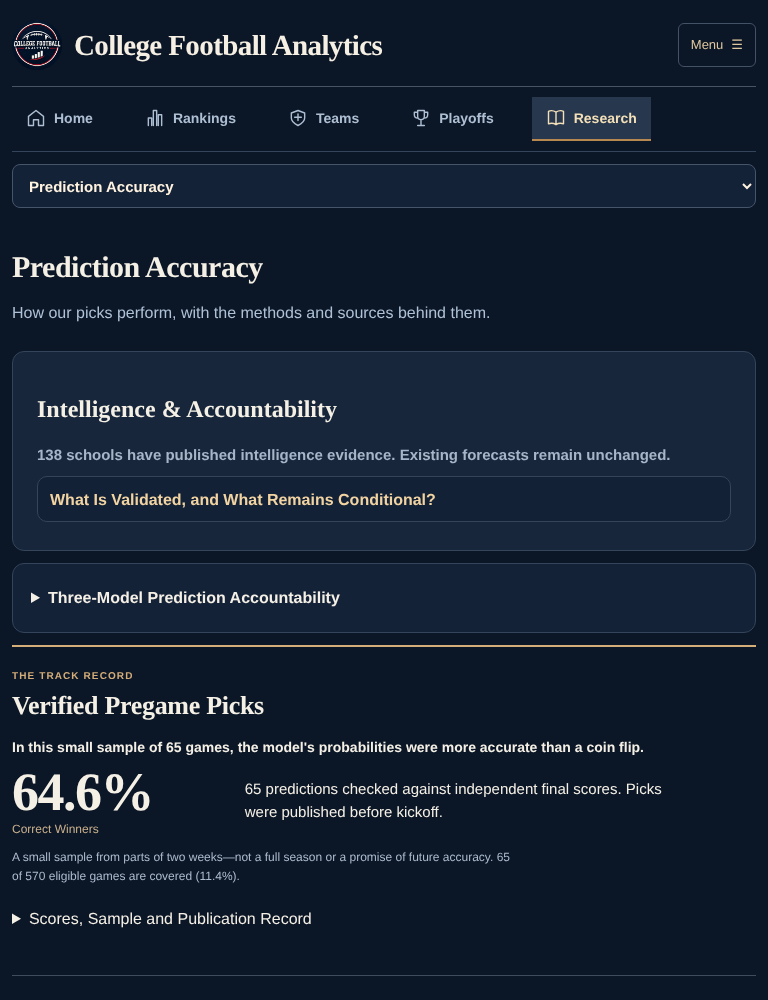 COLLEGE FOOTBALL
ANALYTICS
College Football Analytics
Menu ☰
Home
Rankings
Teams
Playoffs
Research
Prediction Accuracy
Prediction Accuracy
How our picks perform, with the methods and sources behind them.
Intelligence & Accountability
138 schools have published intelligence evidence. Existing forecasts remain unchanged.
What Is Validated, and What Remains Conditional?
Three-Model Prediction Accountability
THE TRACK RECORD
Verified Pregame Picks
In this small sample of 65 games, the model's probabilities were more accurate than a coin flip.
64.6%
Correct Winners
65 predictions checked against independent final scores. Picks
were published before kickoff.
A small sample from parts of two weeks—not a full season or a promise of future accuracy. 65
of 570 eligible games are covered (11.4%).
Scores, Sample and Publication Record